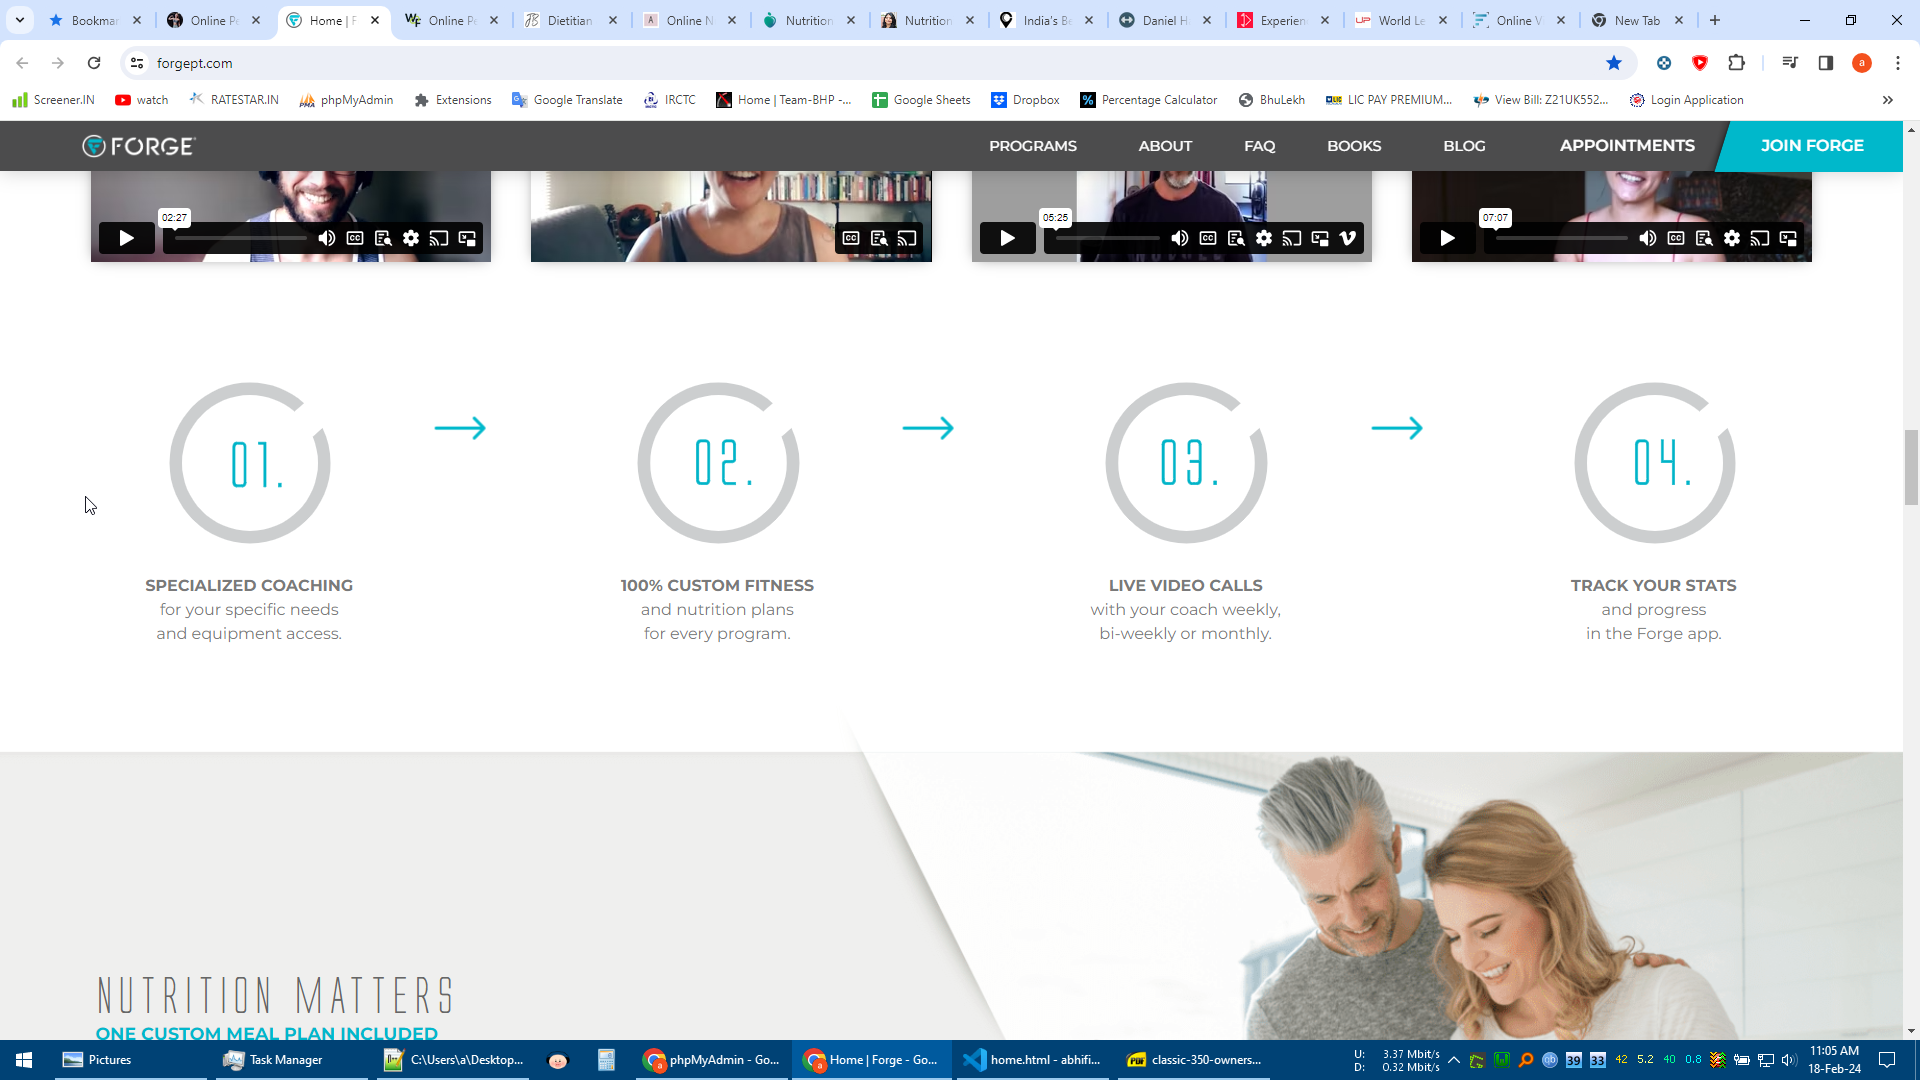 Bookmar
Online Pe
Home | F
Online Pe
Dietitian
Online N
Nutrition
Nutrition
India's Be
Daniel H
Experien
World Le
Online Vi
New Tab
forgept.com
a
Screener.IN
watch
RATESTAR.IN
phpMyAdmin
Extensions
Google Translate
IRCTC
Home | Team-BHP -...
Google Sheets
Dropbox
Percentage Calculator
BhuLekh
LIC PAY PREMIUM...
View Bill: Z21UK552...
Login Application
FORGE
PROGRAMS
ABOUT
FAQ
BOOKS
BLOG
APPOINTMENTS
JOIN FORGE
02:27
05:25
07:07
01.
02.
03.
04.
SPECIALIZED COACHING
for your specific needs
and equipment access.
100% CUSTOM FITNESS
and nutrition plans
for every program.
LIVE VIDEO CALLS
with your coach weekly,
bi-weekly or monthly.
TRACK YOUR STATS
and progress
in the Forge app.
NUTRITION MATTERS
ONE CUSTOM MEAL PLAN INCLUDED
Pictures
Task Manager
C:\Users\a\Desktop...
phpMyAdmin - Go...
Home | Forge - Go...
home.html - abhifi...
classic-350-owners...
U: 3.37 Mbit/s
D: 0.32 Mbit/s
39
33
42
5.2
40
0.8
11:05 AM
18-Feb-24